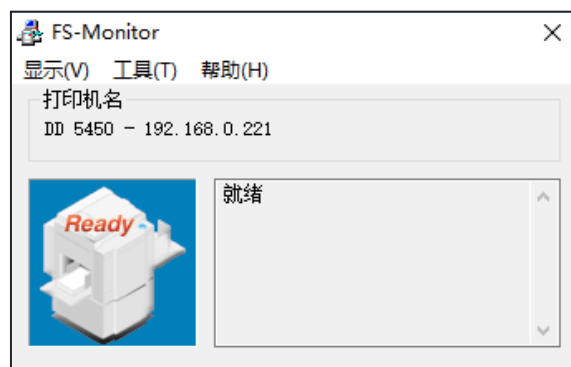 FS-Monitor
显示(V) 工具(T) 帮助(H)
打印机名
DD 5450 - 192.168.0.221
就绪
Ready